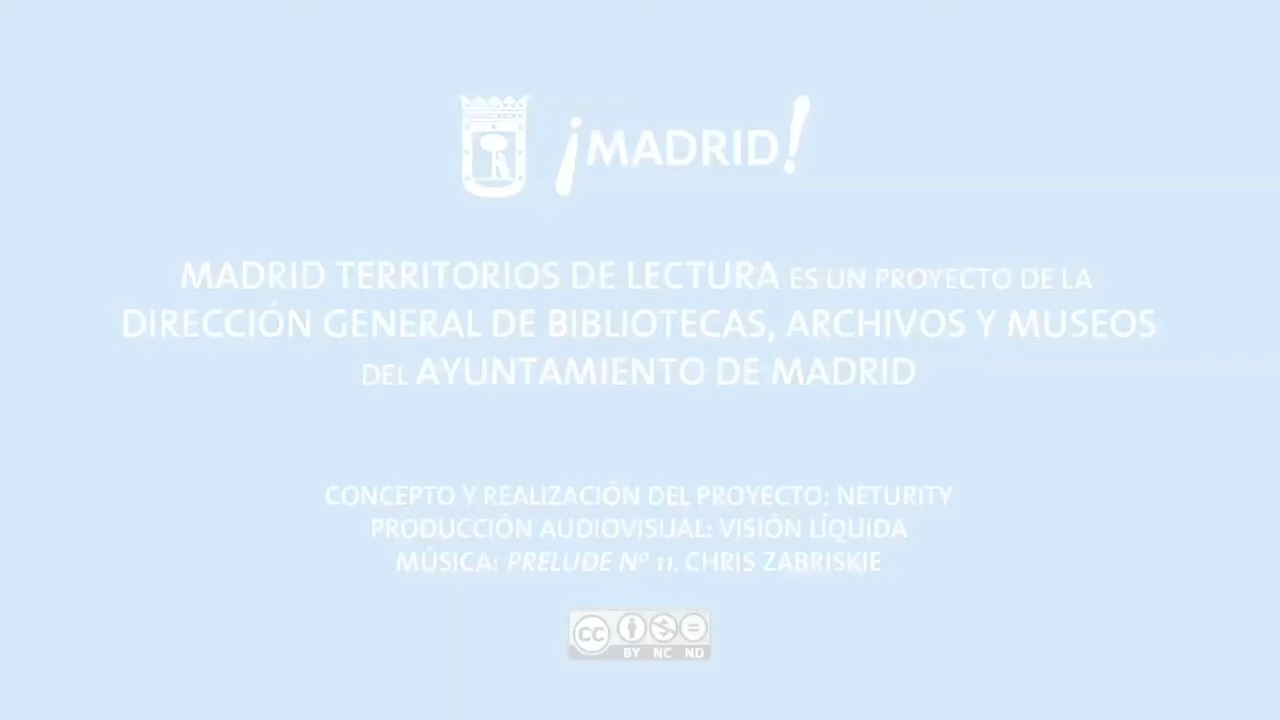 ¡MADRID!
MADRID TERRITORIOS DE LECTURA ES UN PROYECTO DE LA
DIRECCIÓN GENERAL DE BIBLIOTECAS, ARCHIVOS Y MUSEOS
DEL AYUNTAMIENTO DE MADRID
CONCEPTO Y REALIZACIÓN DEL PROYECTO: NETURITY
PRODUCCIÓN AUDIOVISUAL: VISIÓN LÍQUIDA
MÚSICA: PRELUDE Nº 11. CHRIS ZABRISKIE
CC BY NC ND